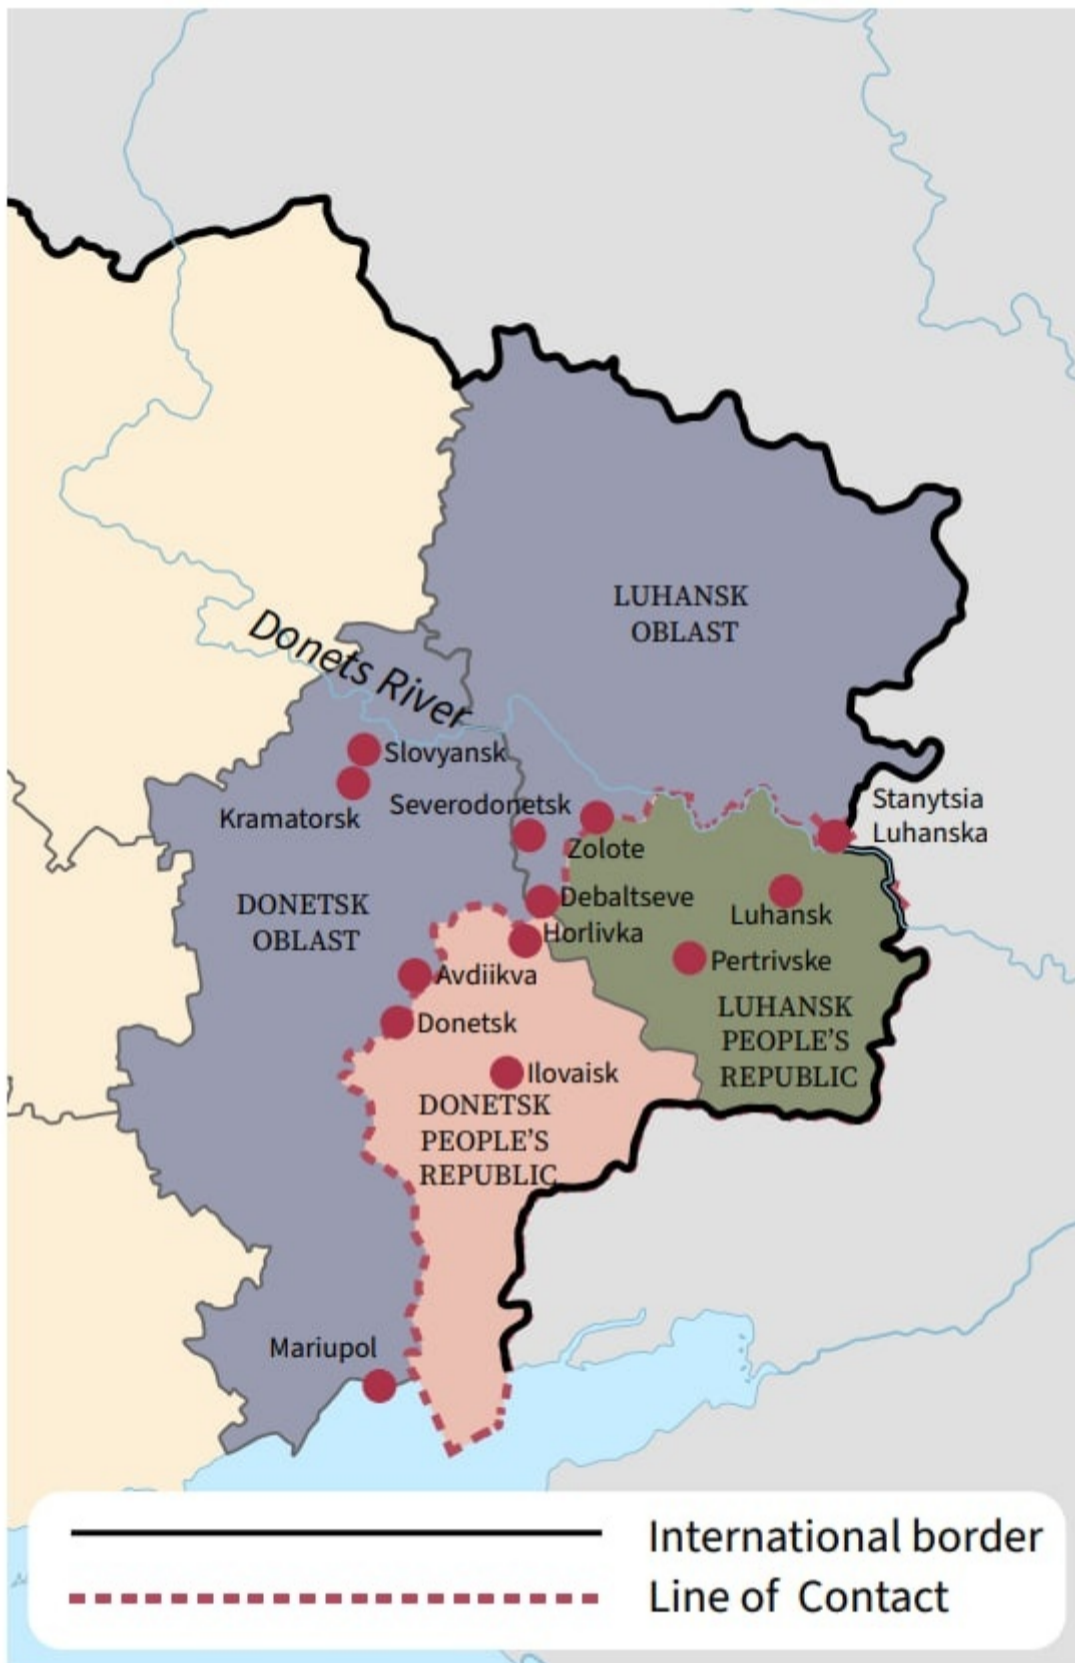 LUHANSK
OBLAST
Donets River
Slovyansk
Kramatorsk
Severodonetsk
Stanytsia
Luhanska
Zolote
Debaltseve
Luhansk
DONETSK
OBLAST
Horlivka
Pertrivske
Avdiikva
LUHANSK
PEOPLE'S
REPUBLIC
Donetsk
Ilovaisk
DONETSK
PEOPLE'S
REPUBLIC
Mariupol
International border
Line of Contact